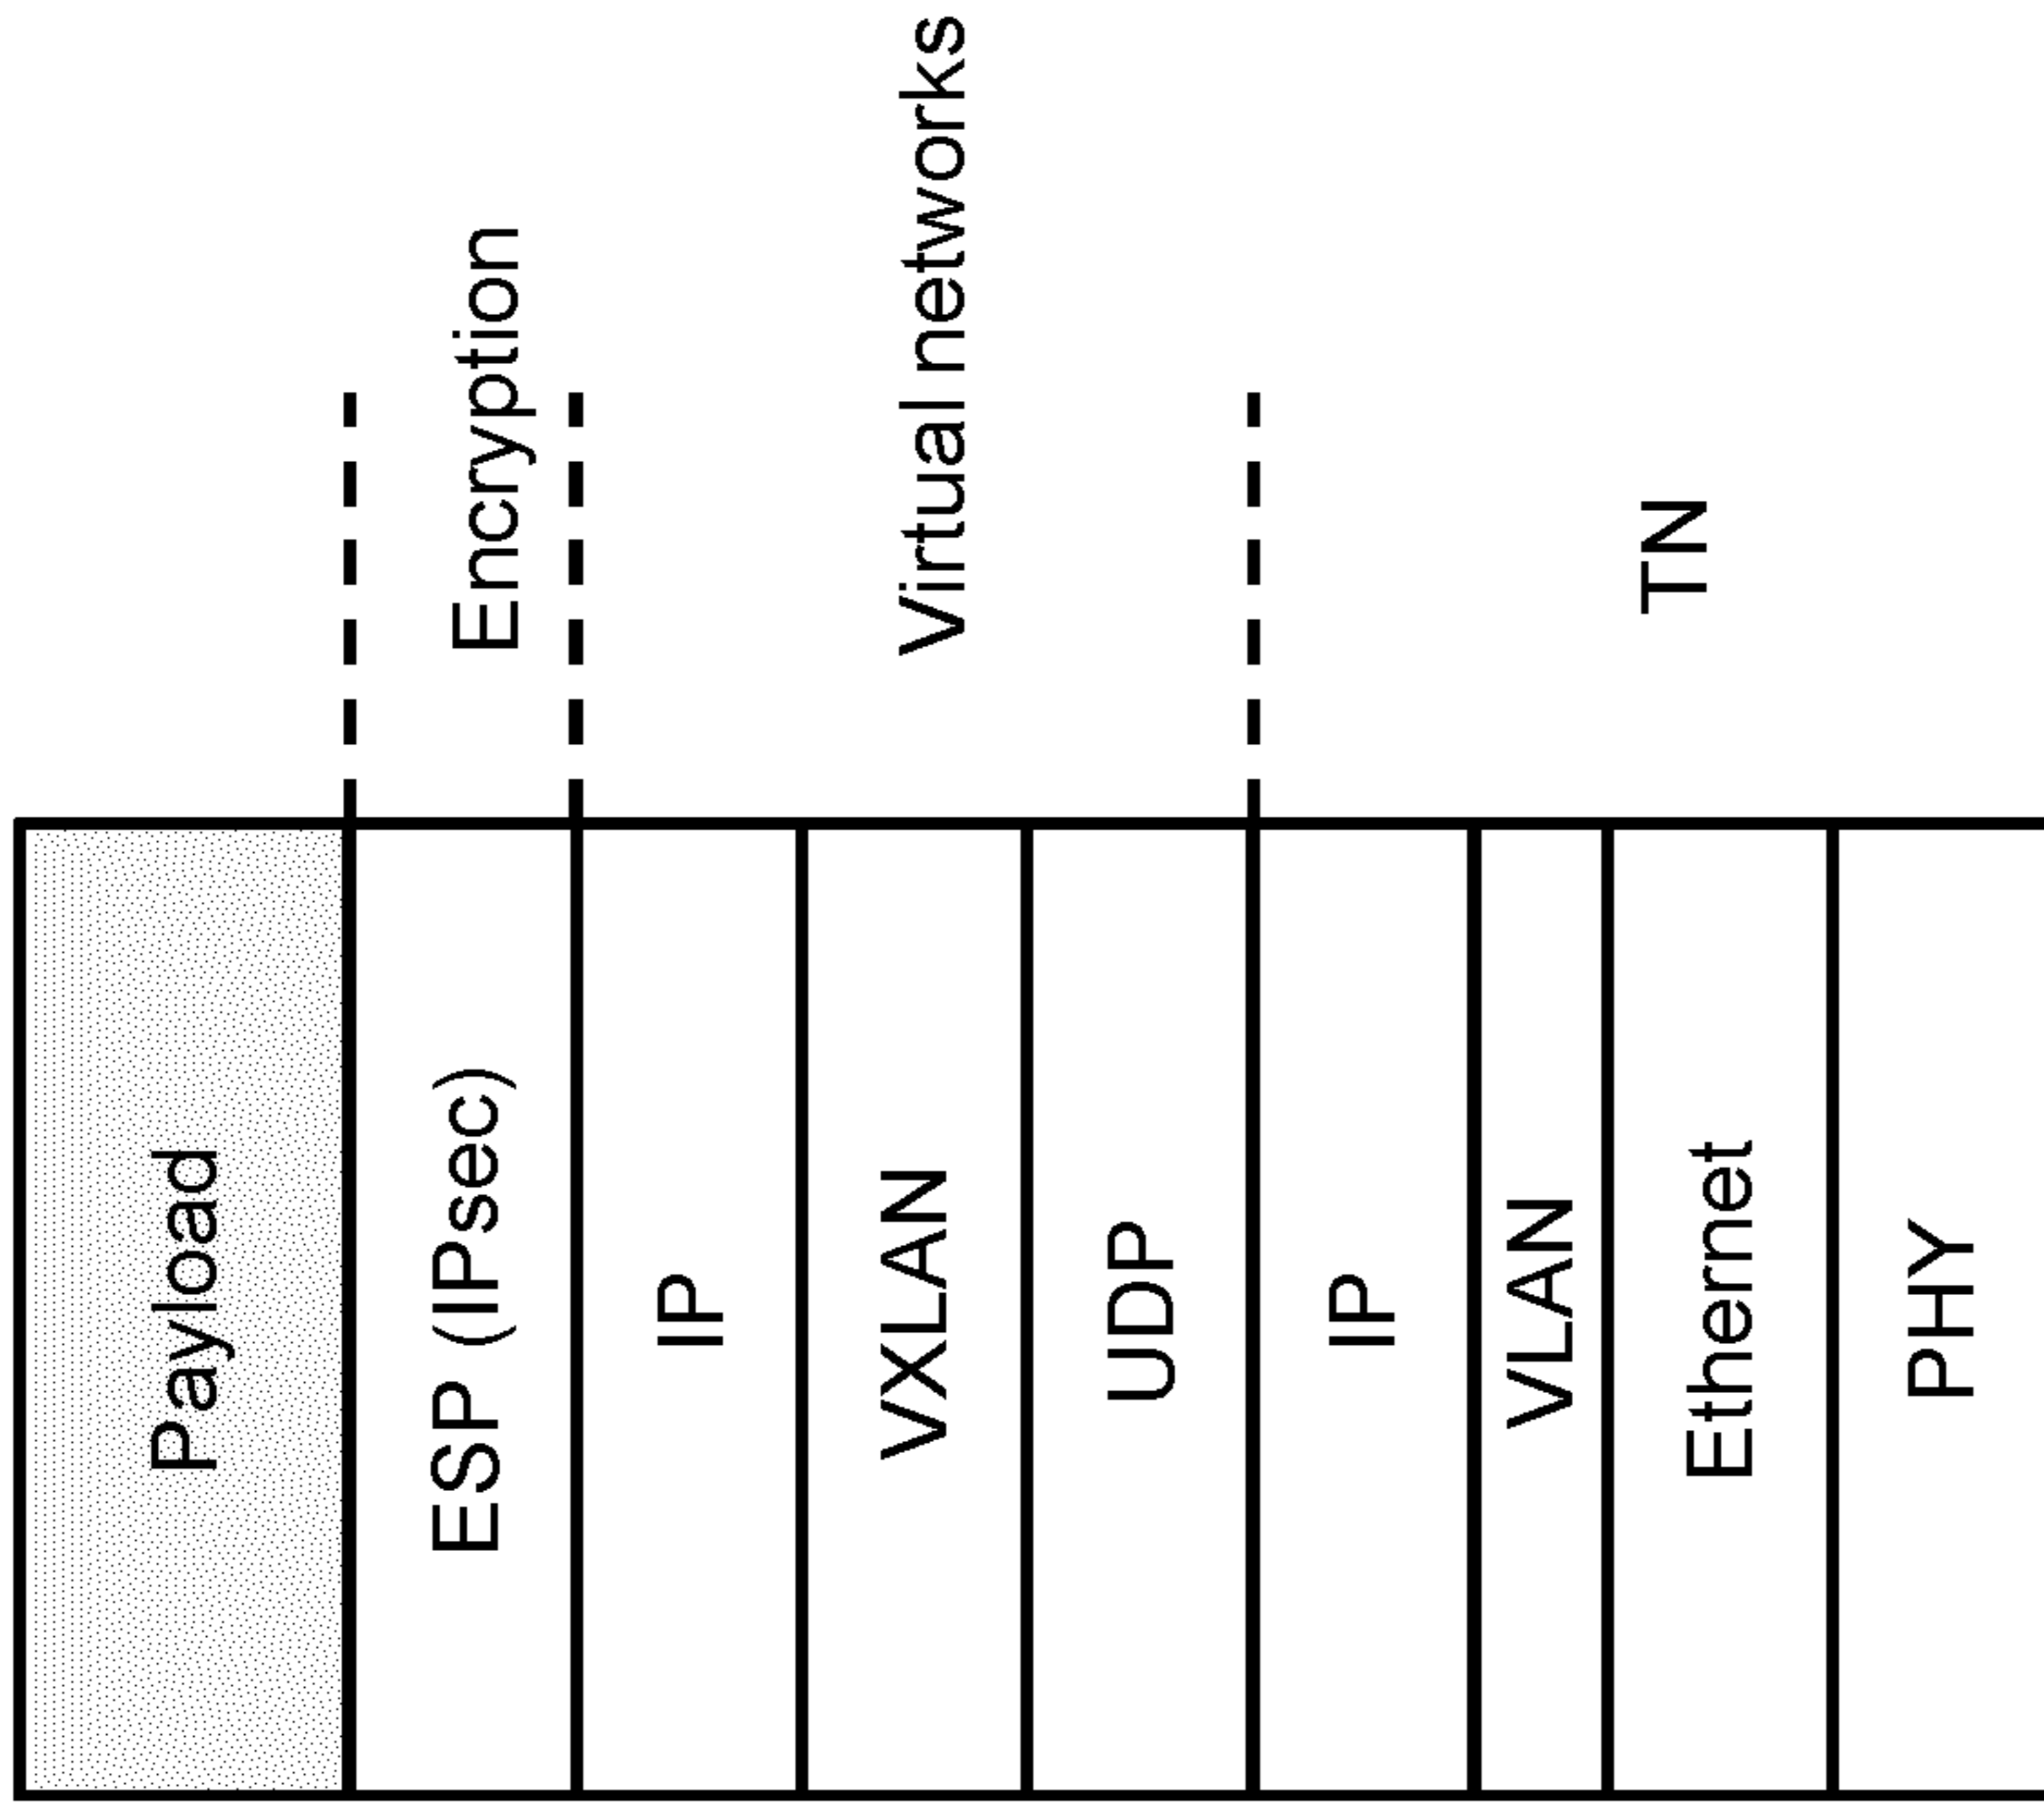 Payload
ESP (IPsec)
Encryption
IP
VXLAN
Virtual networks
UDP
IP
VLAN
TN
Ethernet
PHY